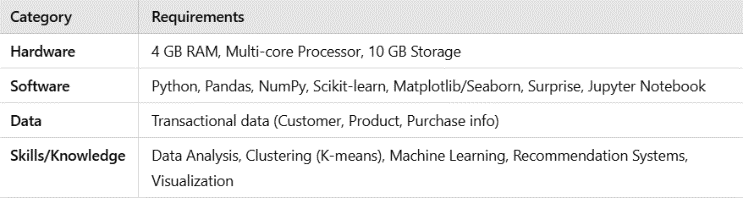 Category Requirements
Hardware 4 GB RAM, Multi-core Processor, 10 GB Storage
Software Python, Pandas, NumPy, Scikit-learn, Matplotlib/Seaborn, Surprise, Jupyter Notebook
Data Transactional data (Customer, Product, Purchase info)
Skills/Knowledge Data Analysis, Clustering (K-means), Machine Learning, Recommendation Systems,
Visualization